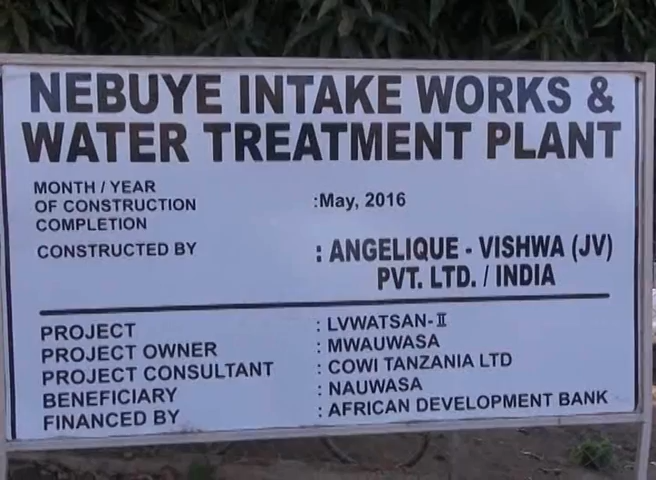 NEBUYE INTAKE WORKS &
WATER TREATMENT PLANT
MONTH / YEAR
OF CONSTRUCTION :May, 2016
COMPLETION
CONSTRUCTED BY : ANGELIQUE - VISHWA (JV)
PVT. LTD. / INDIA
PROJECT : LVWATSAN-II
PROJECT OWNER : MWAUWASA
PROJECT CONSULTANT : COWI TANZANIA LTD
BENEFICIARY : NAUWASA
FINANCED BY : AFRICAN DEVELOPMENT BANK